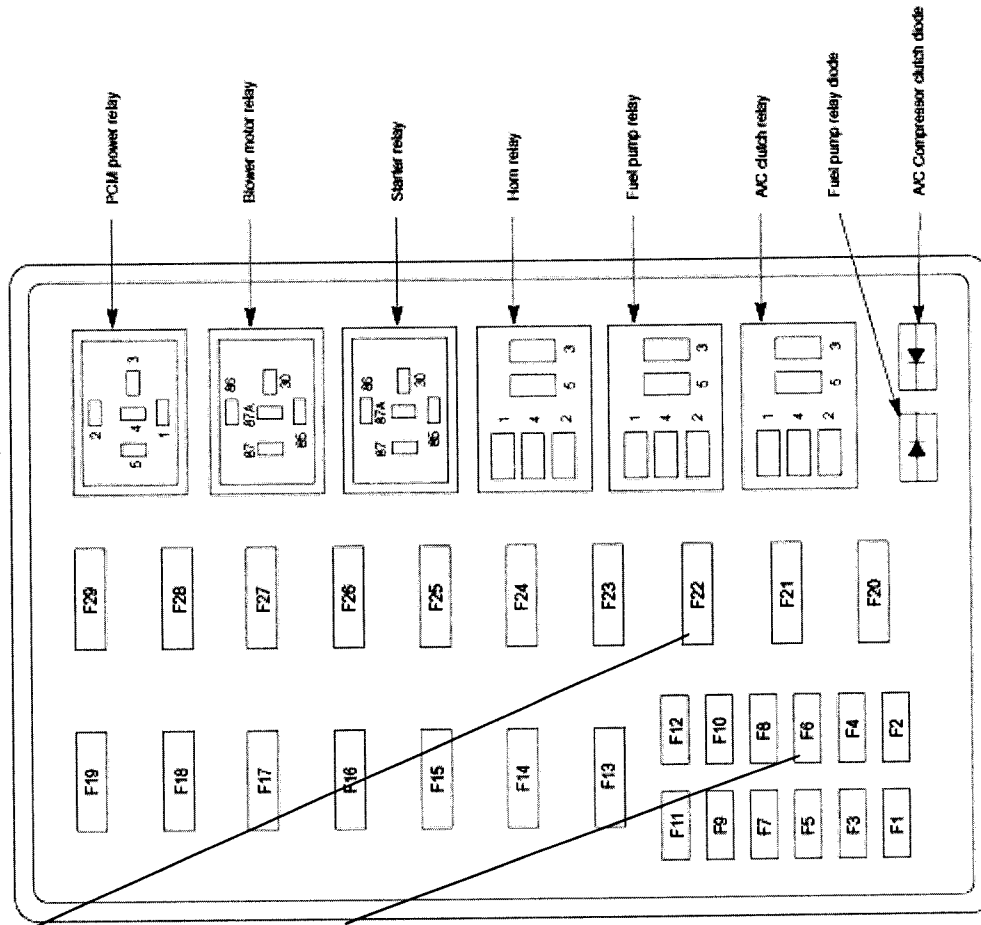 PCM power relay
Blower motor relay
Starter relay
Horn relay
Fuel pump relay
A/C clutch relay
Fuel pump relay diode
A/C Compressor clutch diode
2
3
4
5
1
86
30
87A
87
85
86
30
87A
87
85
3
5
1
4
2
3
5
1
4
2
3
5
1
4
2
F29
F28
F27
F26
F25
F24
F23
F22
F21
F20
F19
F18
F17
F16
F15
F14
F13
F12
F10
F8
F6
F4
F2
F11
F9
F7
F5
F3
F1